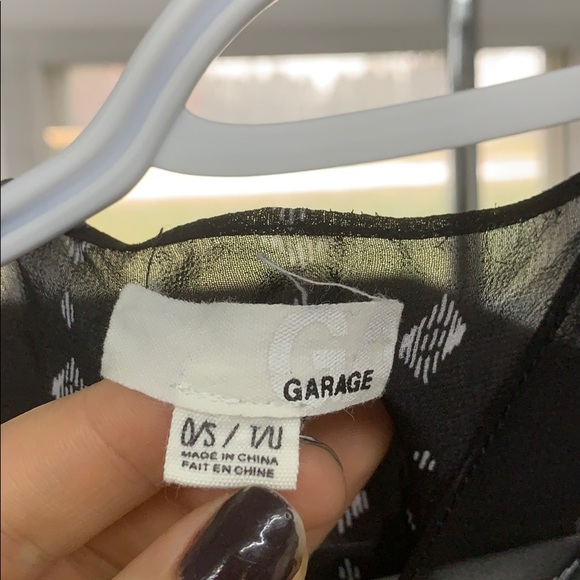 G
GARAGE
O/S / T/U
MADE IN CHINA
FAIT EN CHINE